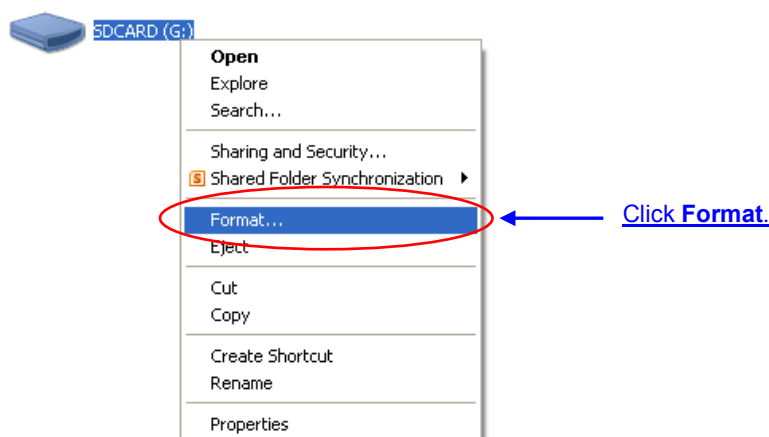 SDCARD (G:)
Open
Explore
Search...
Sharing and Security...
S Shared Folder Synchronization
Format...
Click Format.
Eject
Cut
Copy
Create Shortcut
Rename
Properties